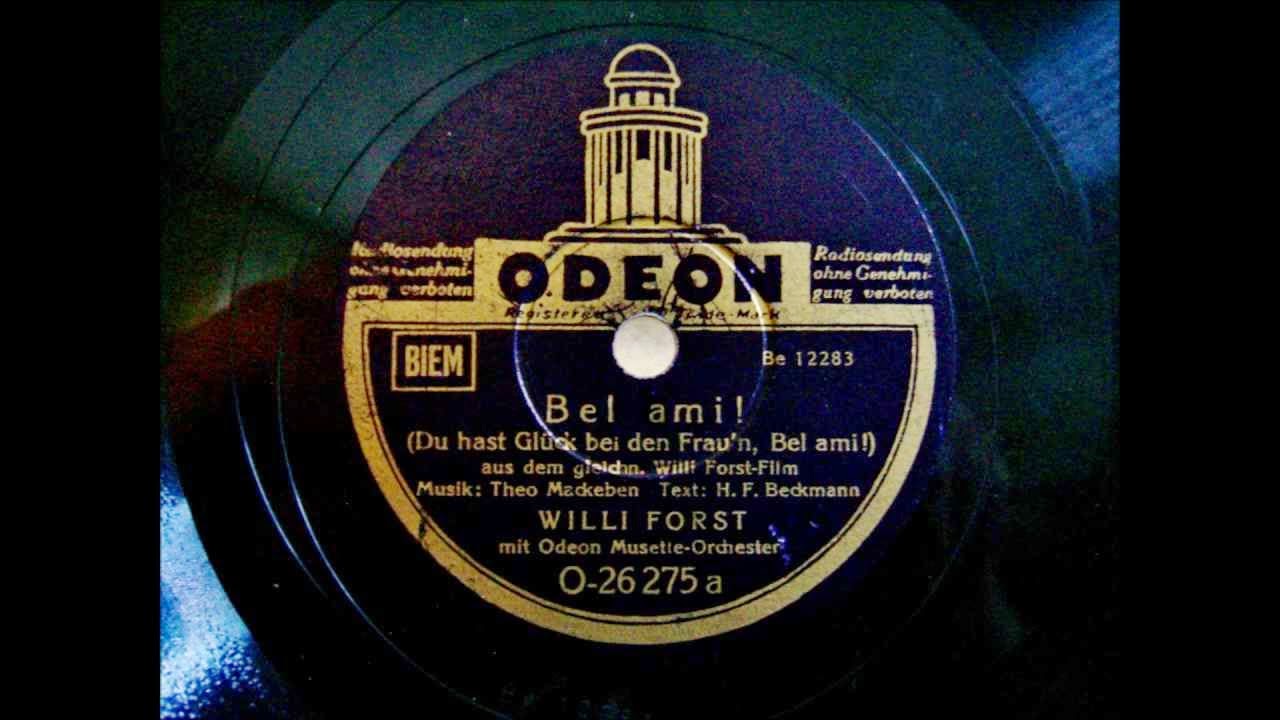 Radiosendung
ohne Genehmi-
gung verboten
ODEON
Radiosendung
ohne Genehmi-
gung verboten
BIEM
Be 12283
Bel ami!
(Du hast Glück bei den Frau'n, Bel ami!)
aus dem gleichn. Willi Forst-Film
Musik: Theo Mackeben Text: H. F. Beckmann
WILLI FORST
mit Odeon Musette-Orchester
O-26275 a